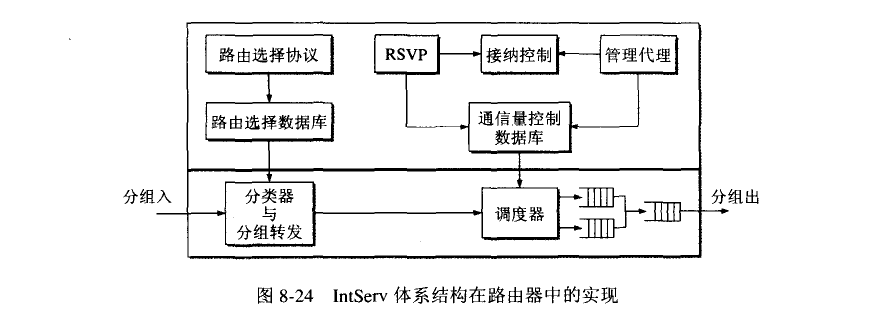 路由选择协议
RSVP
接纳控制
管理代理
路由选择数据库
通信量控制
数据库
分组入
分类器
与
分组转发
调度器
分组出
图 8-24 IntServ 体系结构在路由器中的实现